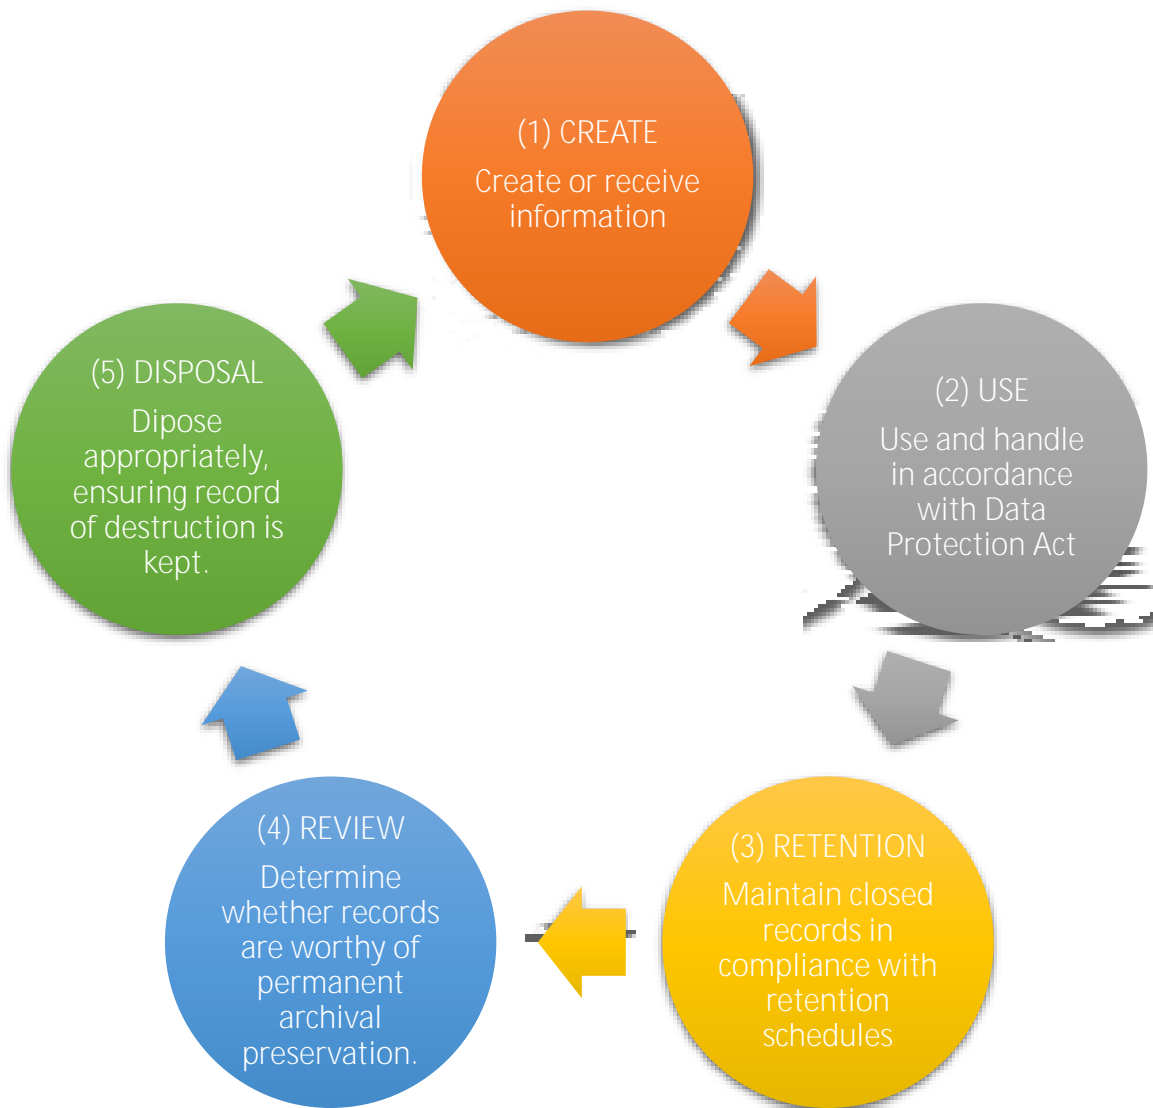 (1) CREATE
Create or receive
information
(2) USE
Use and handle
in accordance
with Data
Protection Act
(3) RETENTION
Maintain closed
records in
compliance with
retention
schedules
(4) REVIEW
Determine
whether records
are worthy of
permanent
archival
preservation.
(5) DISPOSAL
Dipose
appropriately,
ensuring record
of destruction is
kept.